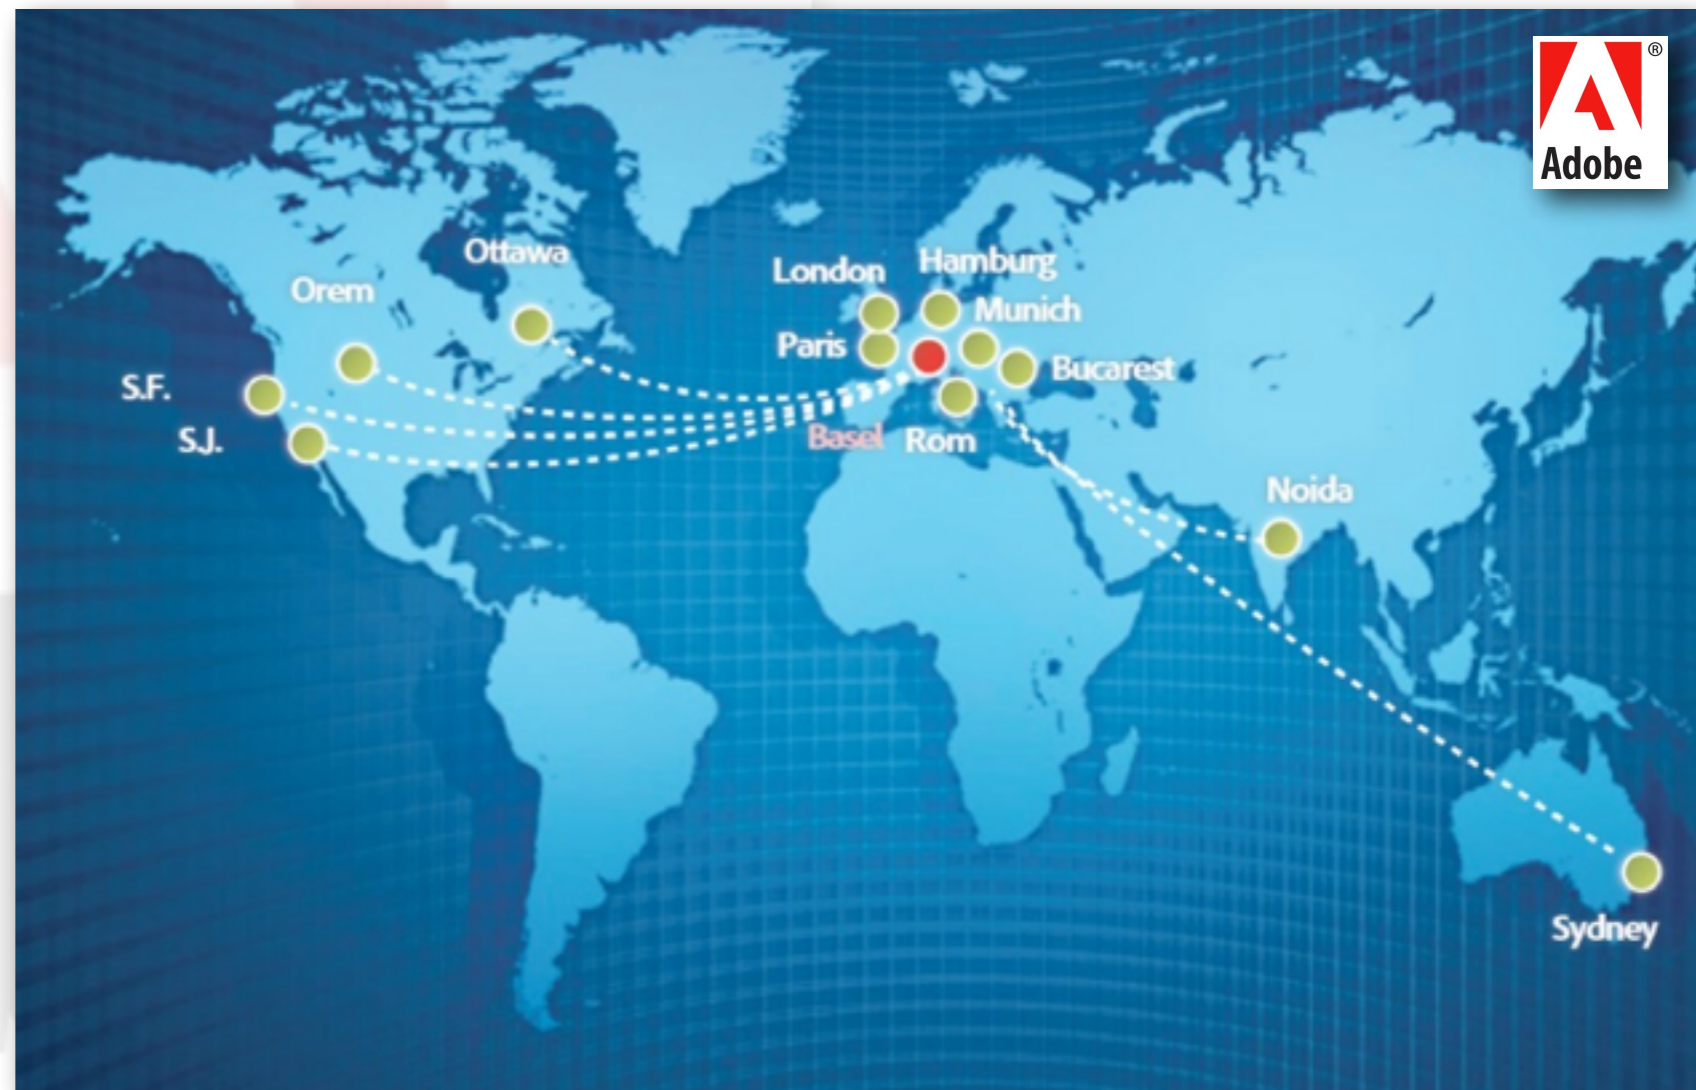 ®
Adobe
Ottawa
Orem
London
Hamburg
Munich
Paris
Bucarest
S.F.
S.J.
Basel
Rom
Noida
Sydney